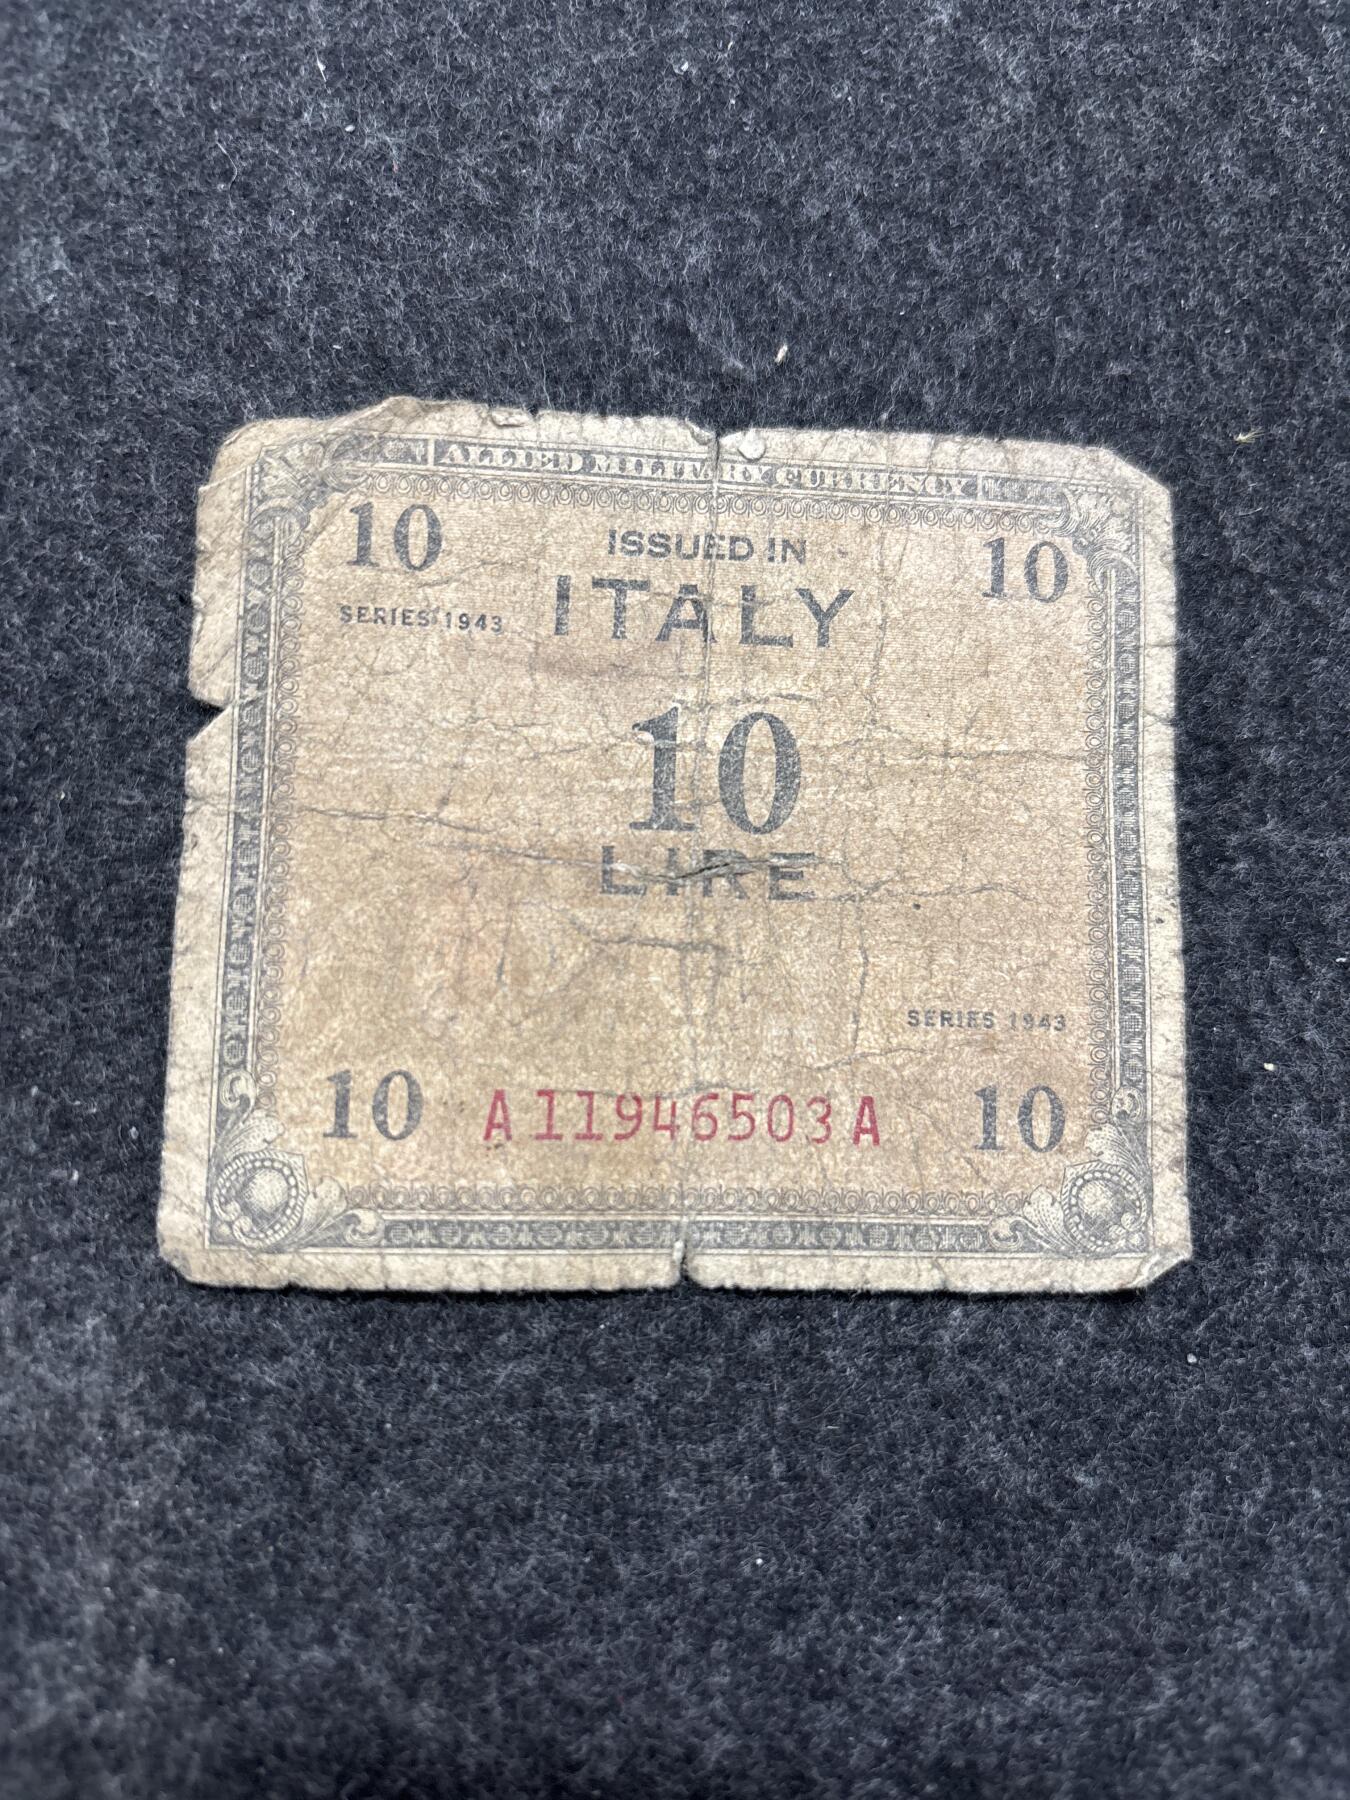 ALLIED MILITARY CURRENCY
10 ISSUED IN 10
SERIES 1943 ITALY
10
LIRE
SERIES 1943
10 A11946503A 10